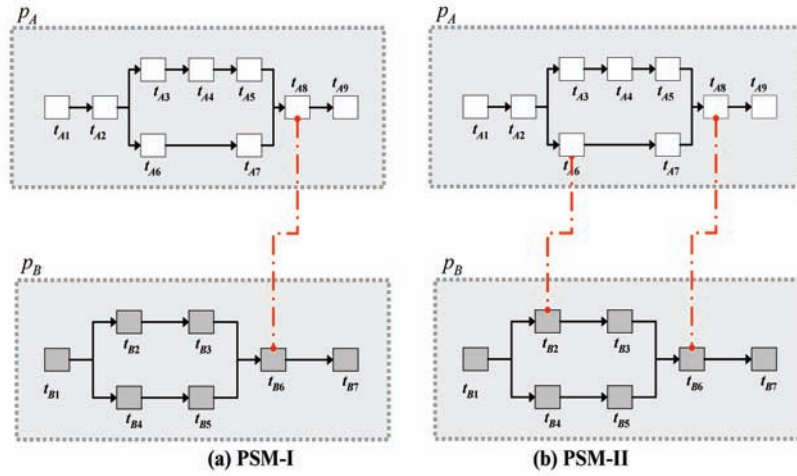 p_A
t_A3 t_A4 t_A5
t_A8 t_A9
t_A1 t_A2
t_A6 t_A7
p_B
t_B2 t_B3
t_B1
t_B6 t_B7
t_B4 t_B5
(a) PSM-I
p_A
t_A3 t_A4 t_A5
t_A8 t_A9
t_A1 t_A2
t_A6 t_A7
p_B
t_B2 t_B3
t_B1
t_B6 t_B7
t_B4 t_B5
(b) PSM-II